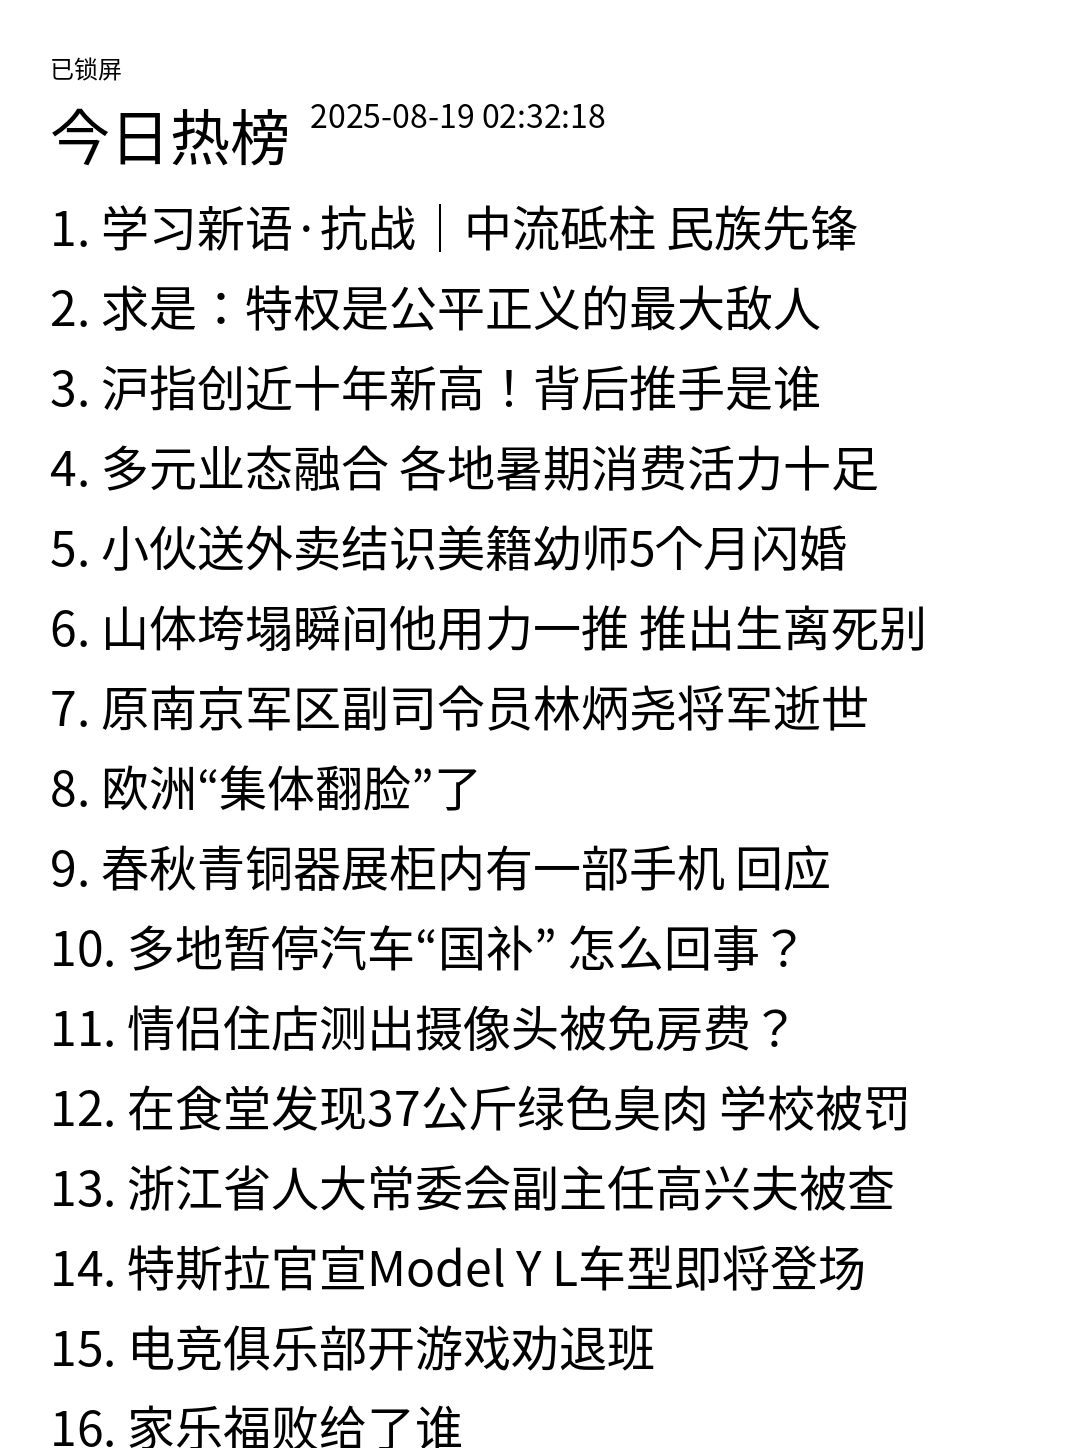 已锁屏
今日热榜 2025-08-19 02:32:18
1. 学习新语·抗战｜中流砥柱 民族先锋
2. 求是：特权是公平正义的最大敌人
3. 沪指创近十年新高！背后推手是谁
4. 多元业态融合 各地暑期消费活力十足
5. 小伙送外卖结识美籍幼师5个月闪婚
6. 山体垮塌瞬间他用力一推 推出生离死别
7. 原南京军区副司令员林炳尧将军逝世
8. 欧洲“集体翻脸”了
9. 春秋青铜器展柜内有一部手机 回应
10. 多地暂停汽车“国补” 怎么回事？
11. 情侣住店测出摄像头被免房费？
12. 在食堂发现37公斤绿色臭肉 学校被罚
13. 浙江省人大常委会副主任高兴夫被查
14. 特斯拉官宣Model Y L车型即将登场
15. 电竞俱乐部开游戏劝退班
16. 家乐福败给了谁